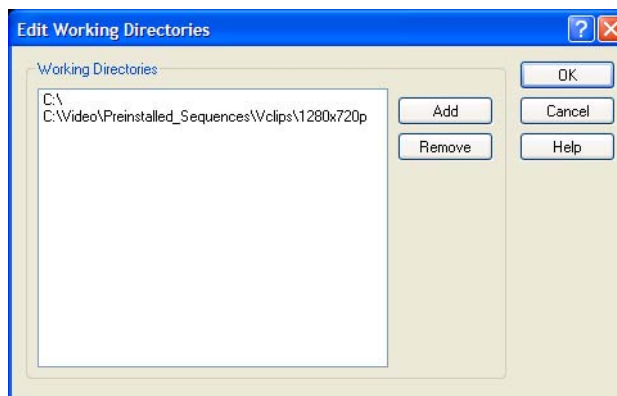 Edit Working Directories
?
Working Directories
C:\
C:\Video\Preinstalled_Sequences\Vclips\1280x720p
Add
Remove
OK
Cancel
Help